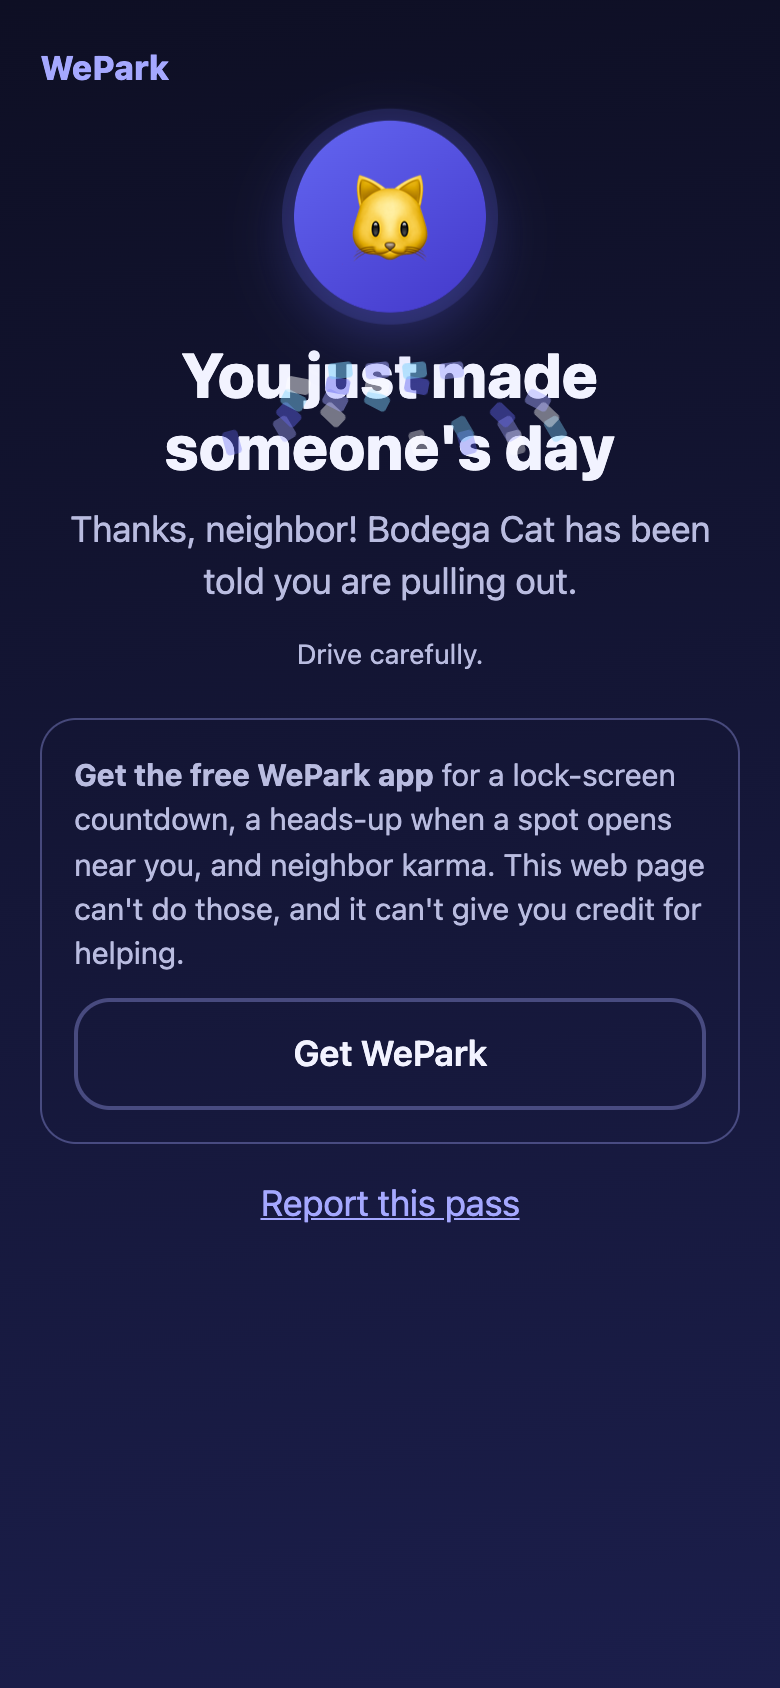 WePark
You just made
someone's day
Thanks, neighbor! Bodega Cat has been
told you are pulling out.
Drive carefully.
Get the free WePark app for a lock-screen
countdown, a heads-up when a spot opens
near you, and neighbor karma. This web page
can't do those, and it can't give you credit for
helping.
Get WePark
Report this pass